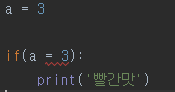 a = 3
if(a = 3):
    print('빨간맛')